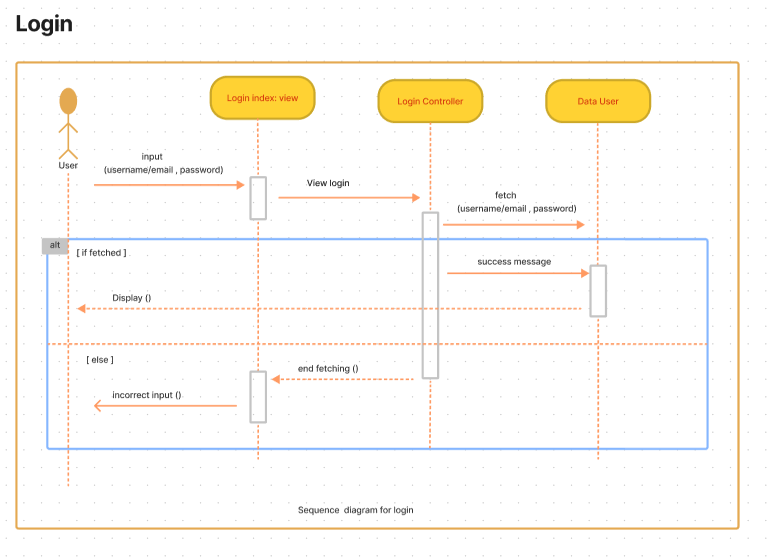 Login
Login index: view
Login Controller
Data User
User
input
(username/email , password)
View login
fetch
(username/email , password)
alt
[ if fetched ]
success message
Display ()
[ else ]
end fetching ()
incorrect input ()
Sequence  diagram for login